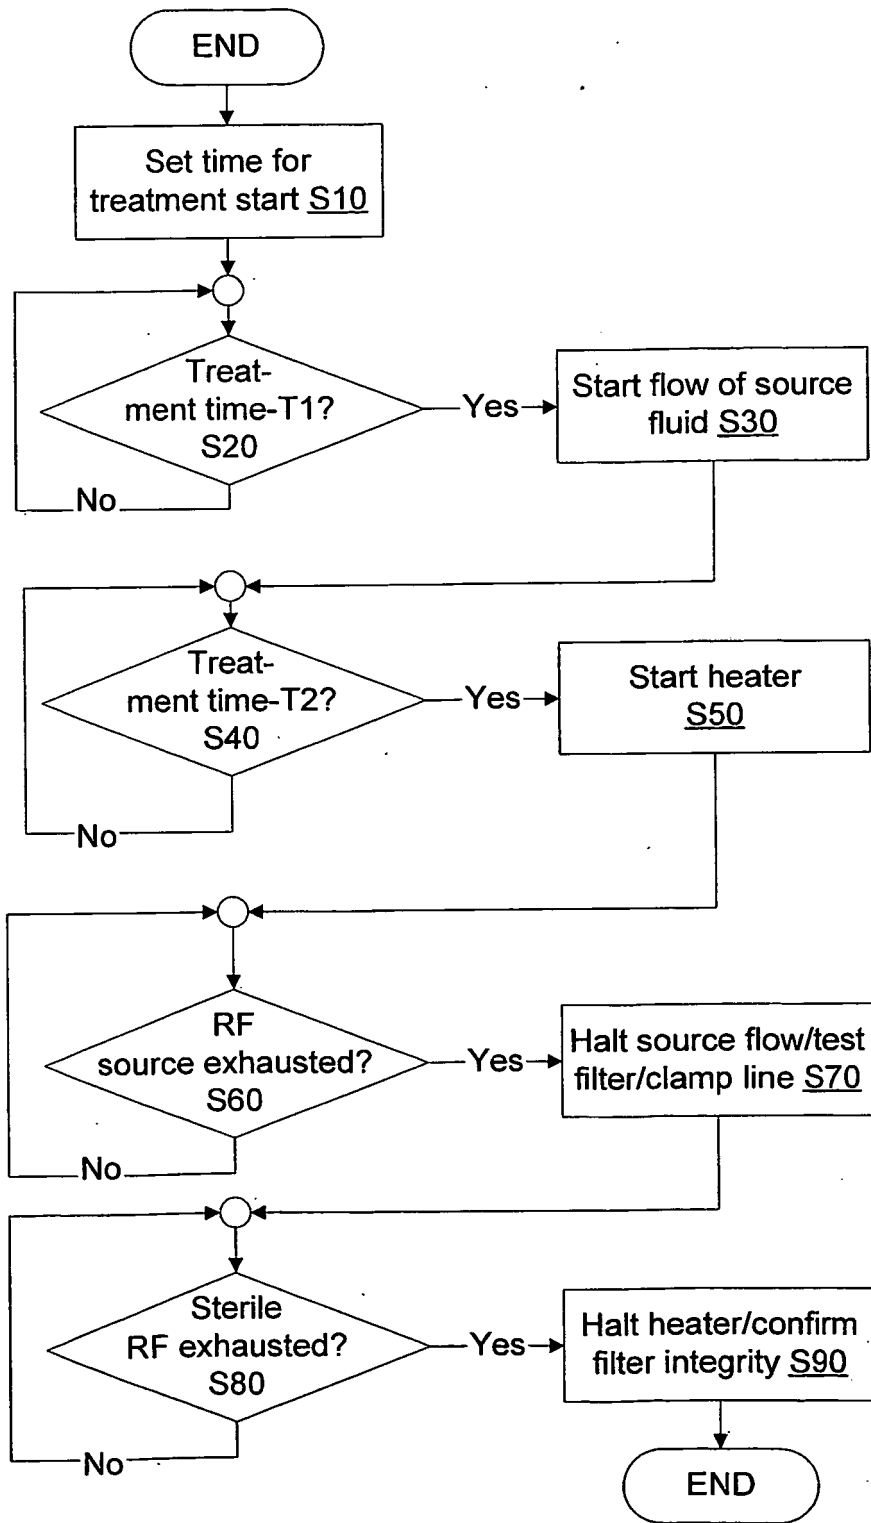 END
Set time for
treatment start S10
Treat-
ment time-T1?
S20
Yes
Start flow of source
fluid S30
No
Treat-
ment time-T2?
S40
Yes
Start heater
S50
No
RF
source exhausted?
S60
Yes
Halt source flow/test
filter/clamp line S70
No
Sterile
RF exhausted?
S80
Yes
Halt heater/confirm
filter integrity S90
No
END